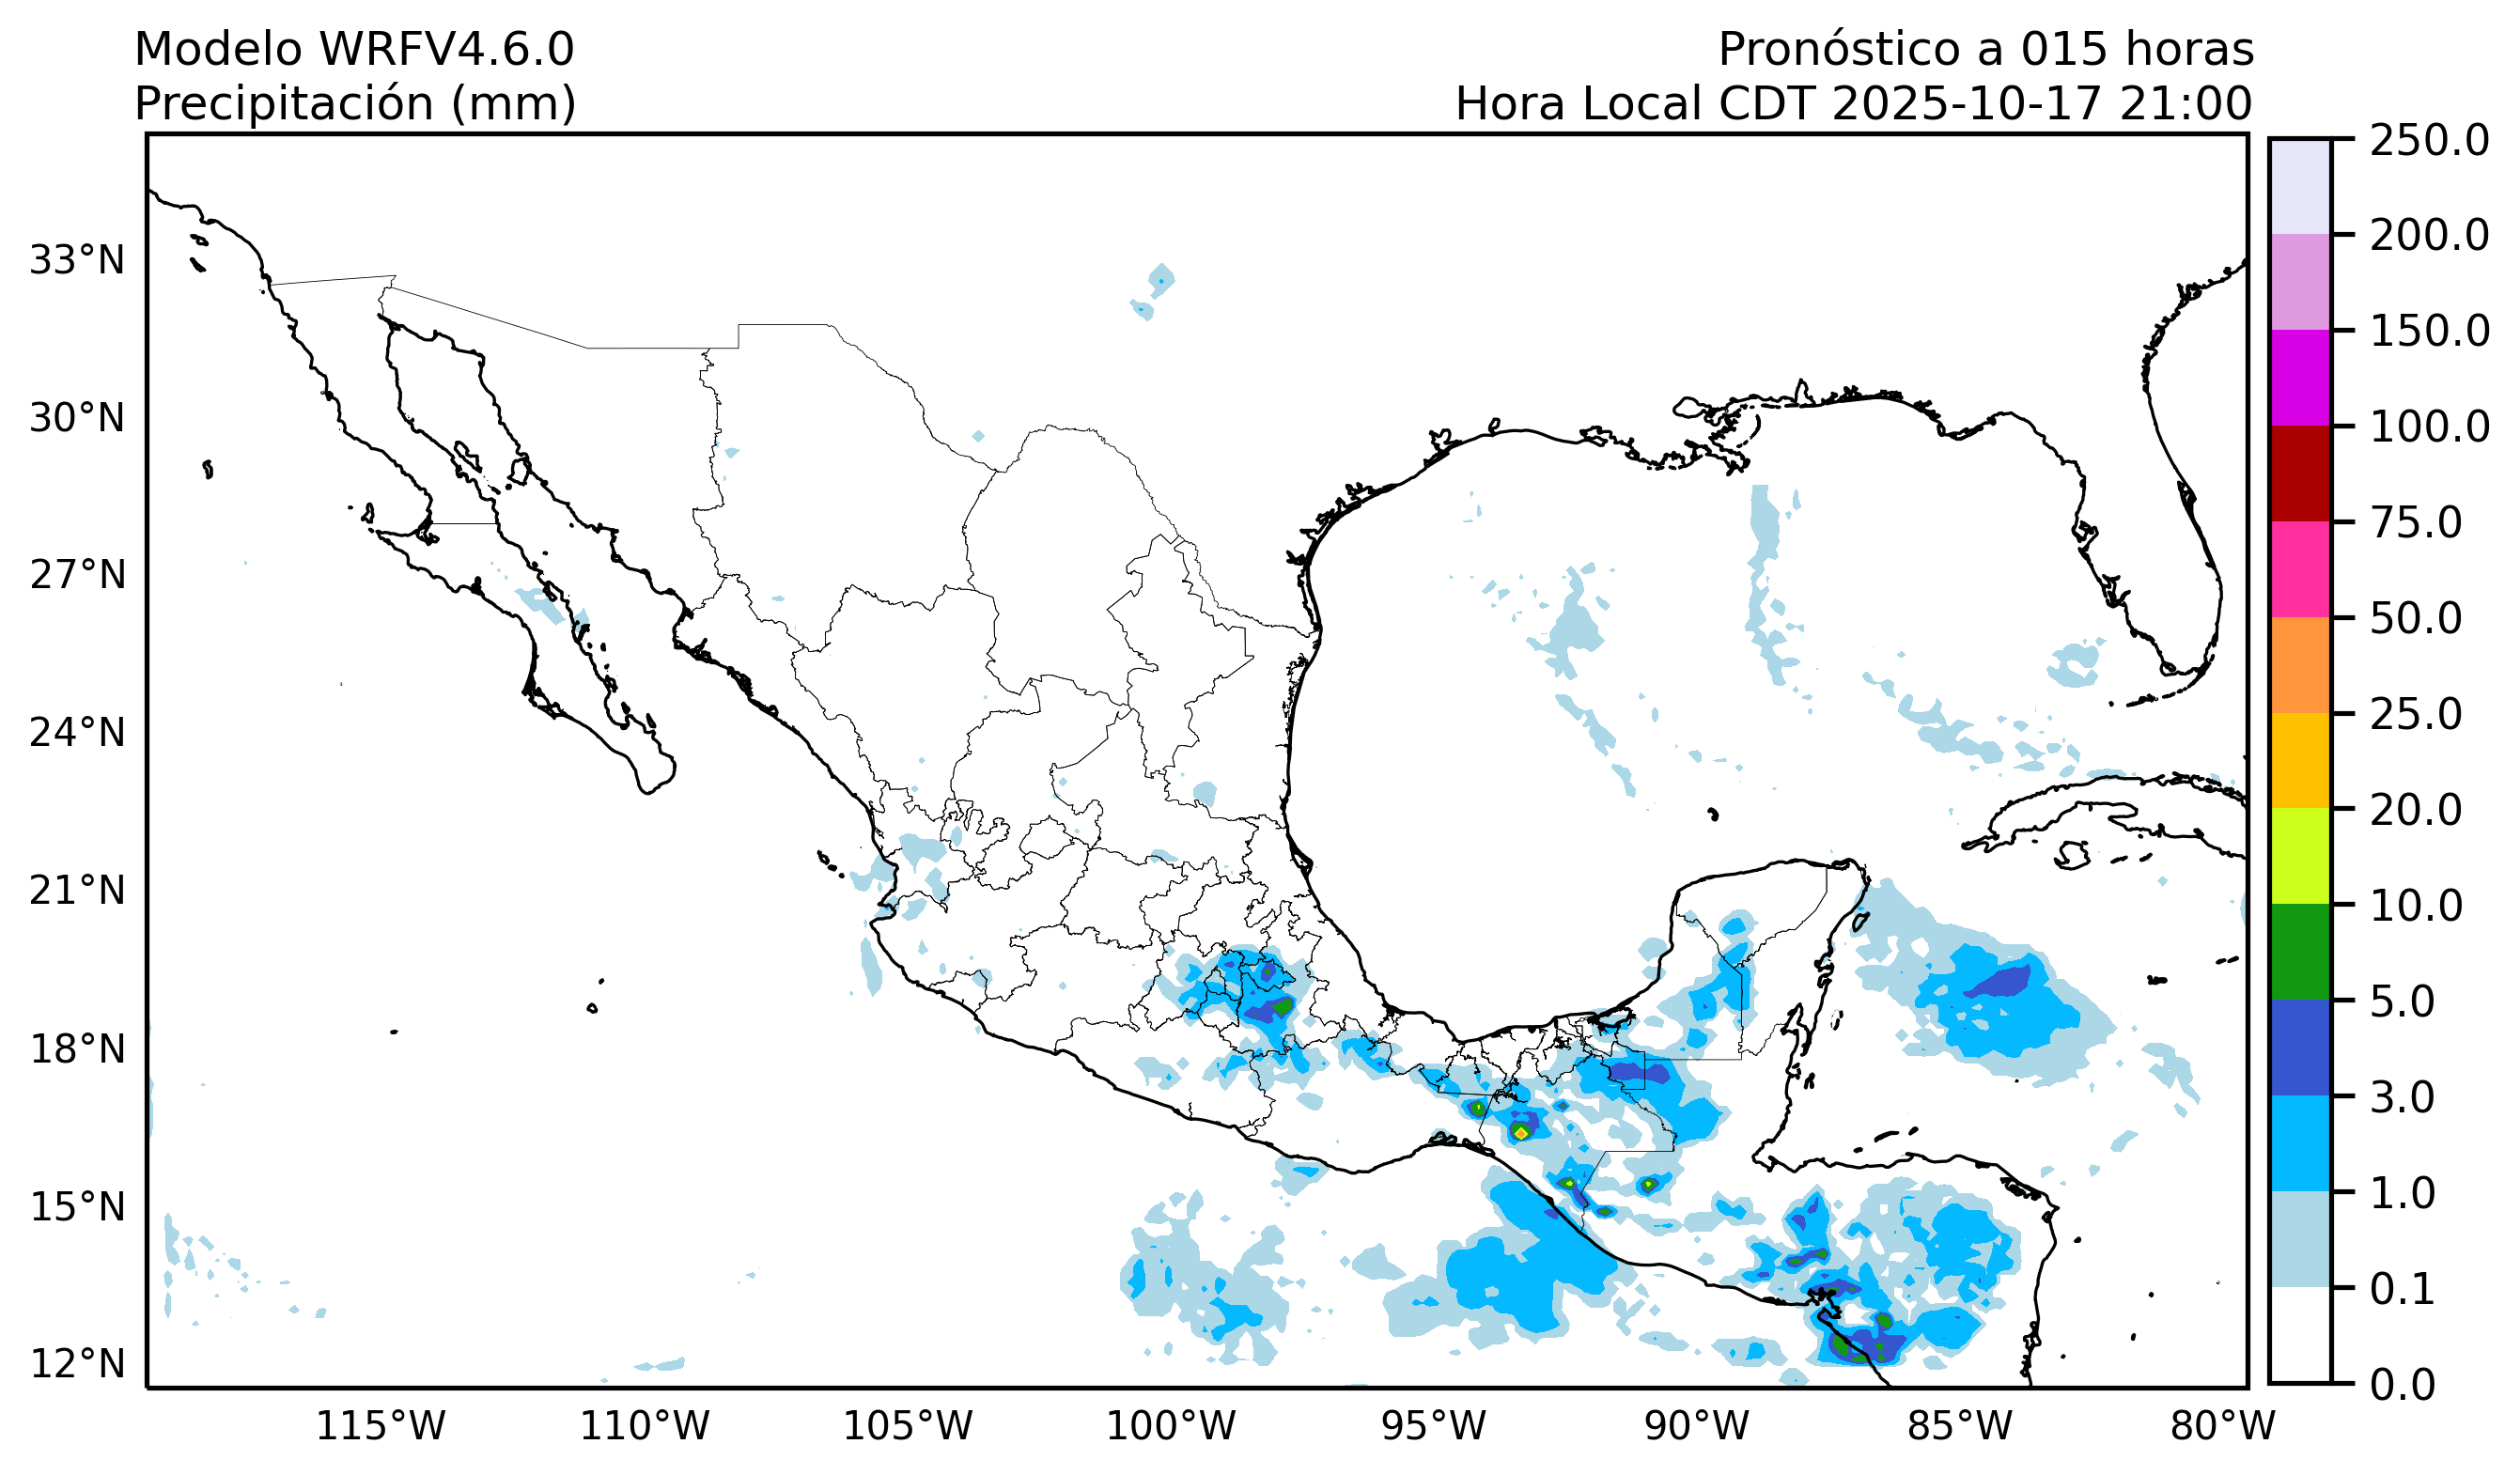 Modelo WRFV4.6.0
Precipitación (mm)
Pronóstico a 015 horas
Hora Local CDT 2025-10-17 21:00
33°N
30°N
27°N
24°N
21°N
18°N
15°N
12°N
115°W
110°W
105°W
100°W
95°W
90°W
85°W
80°W
250.0
200.0
150.0
100.0
75.0
50.0
25.0
20.0
10.0
5.0
3.0
1.0
0.1
0.0